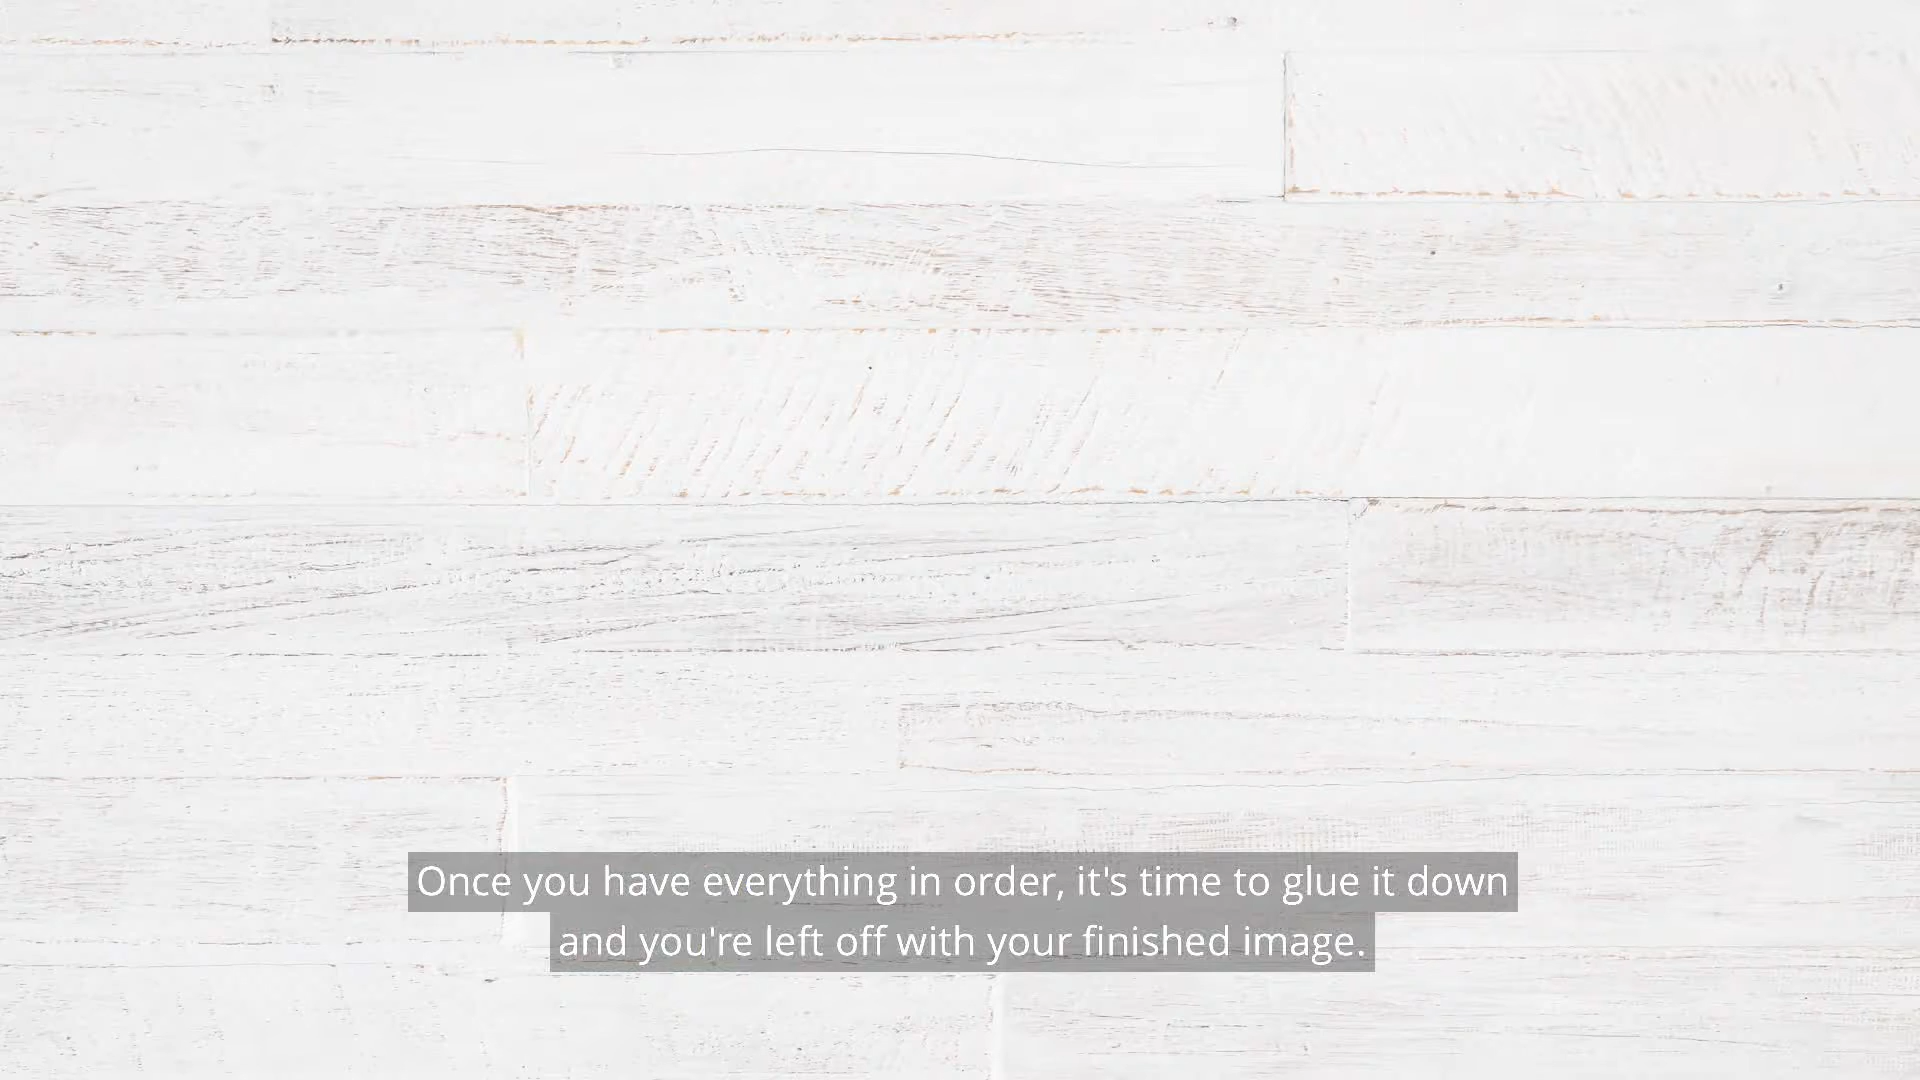 Once you have everything in order, it's time to glue it down
and you're left off with your finished image.